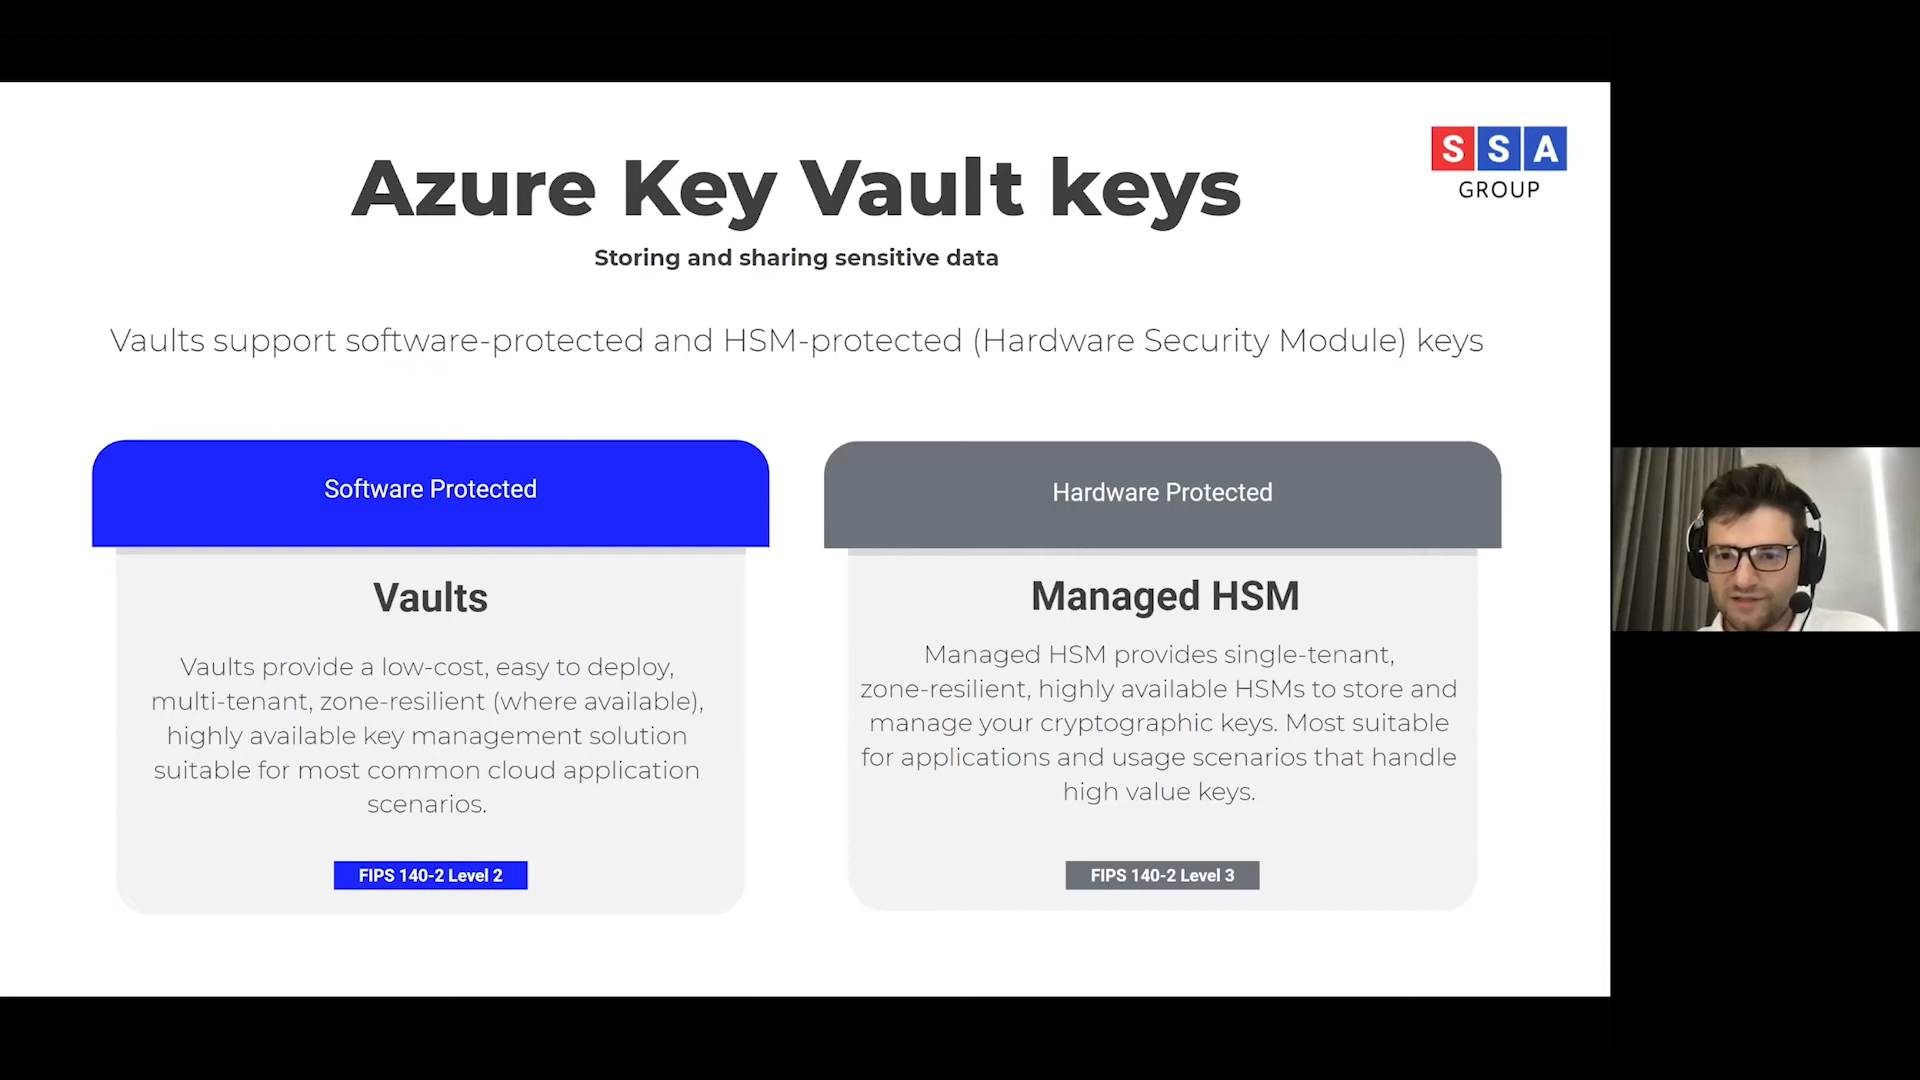 S S A
GROUP
Azure Key Vault keys
Storing and sharing sensitive data
Vaults support software-protected and HSM-protected (Hardware Security Module) keys
Software Protected
Vaults
Vaults provide a low-cost, easy to deploy,
multi-tenant, zone-resilient (where available),
highly available key management solution
suitable for most common cloud application
scenarios.
FIPS 140-2 Level 2
Hardware Protected
Managed HSM
Managed HSM provides single-tenant,
zone-resilient, highly available HSMs to store and
manage your cryptographic keys. Most suitable
for applications and usage scenarios that handle
high value keys.
FIPS 140-2 Level 3